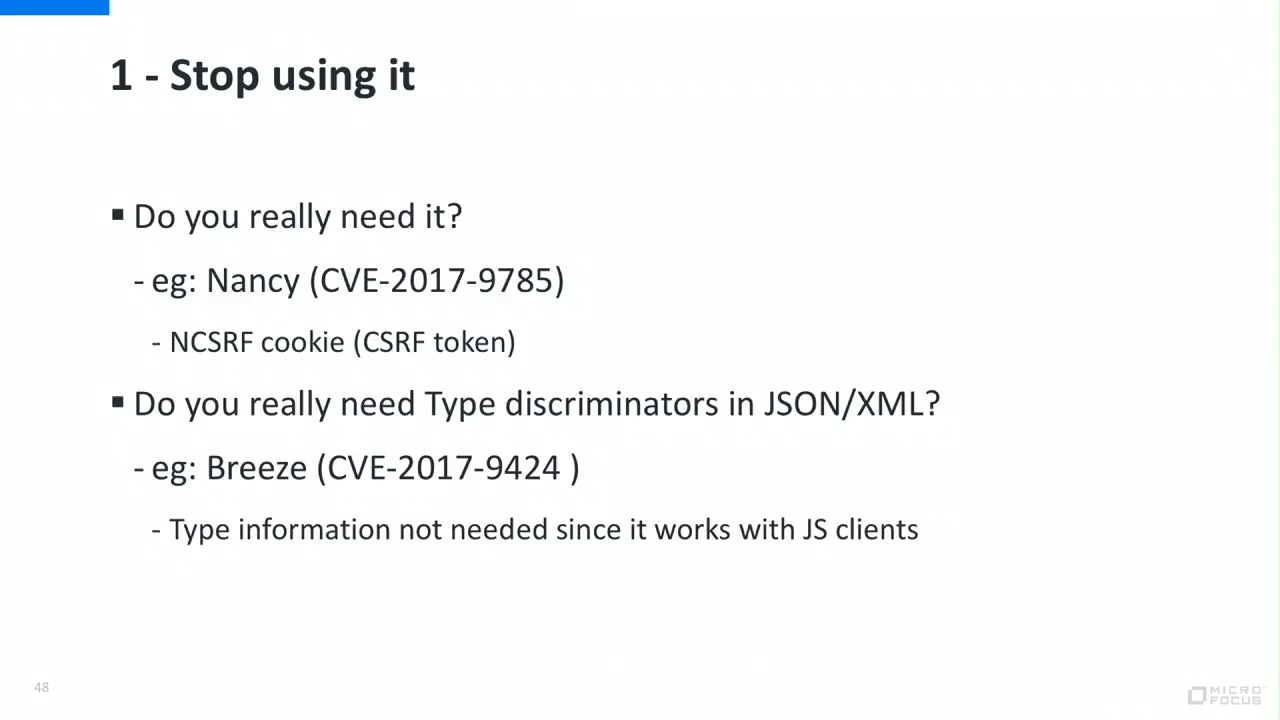 1 - Stop using it
▪ Do you really need it?
- eg: Nancy (CVE-2017-9785)
- NCSRF cookie (CSRF token)
▪ Do you really need Type discriminators in JSON/XML?
- eg: Breeze (CVE-2017-9424 )
- Type information not needed since it works with JS clients
48
MICRO
FOCUS